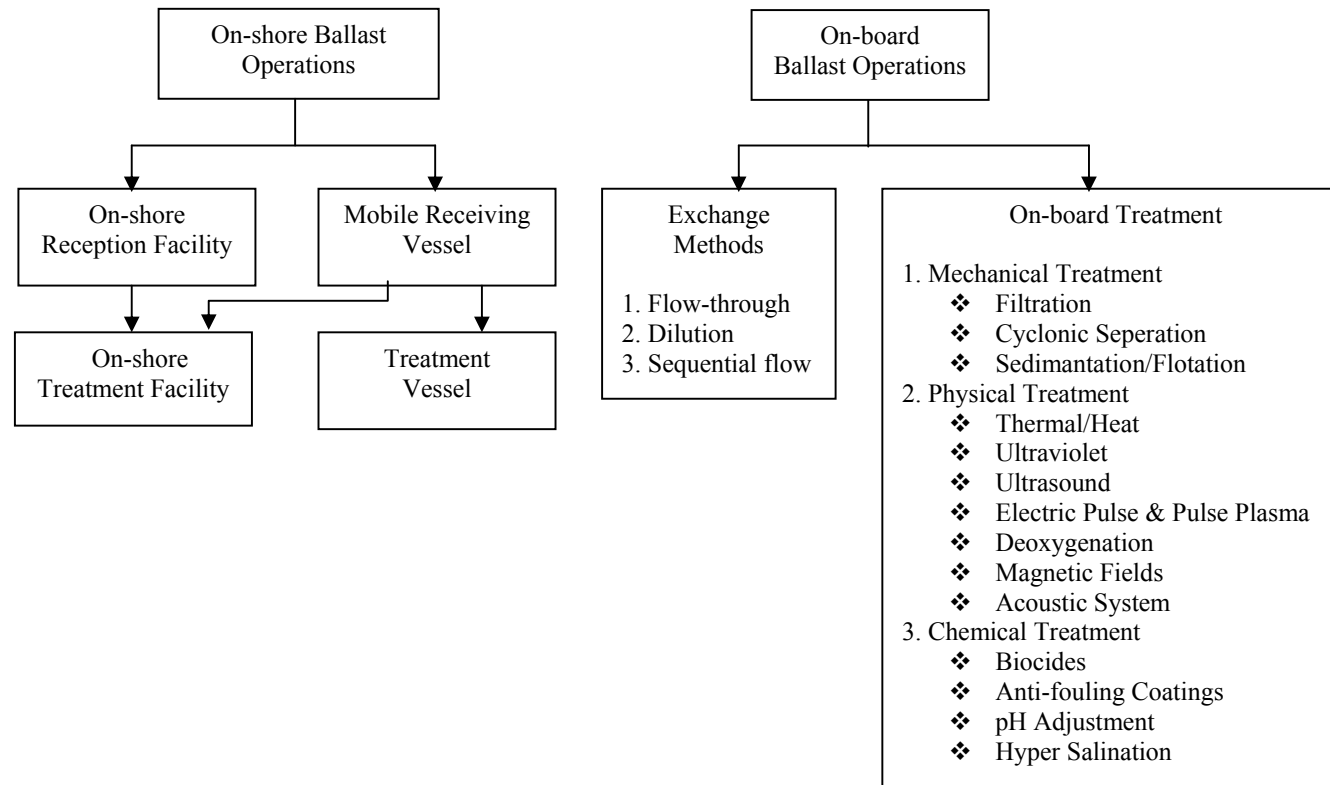 On-shore Ballast
Operations
On-board
Ballast Operations
On-shore
Reception Facility
Mobile Receiving
Vessel
On-shore
Treatment Facility
Treatment
Vessel
Exchange
Methods
1. Flow-through
2. Dilution
3. Sequential flow
On-board Treatment
1. Mechanical Treatment
❖ Filtration
❖ Cyclonic Seperation
❖ Sedimantation/Flotation
2. Physical Treatment
❖ Thermal/Heat
❖ Ultraviolet
❖ Ultrasound
❖ Electric Pulse & Pulse Plasma
❖ Deoxygenation
❖ Magnetic Fields
❖ Acoustic System
3. Chemical Treatment
❖ Biocides
❖ Anti-fouling Coatings
❖ pH Adjustment
❖ Hyper Salination